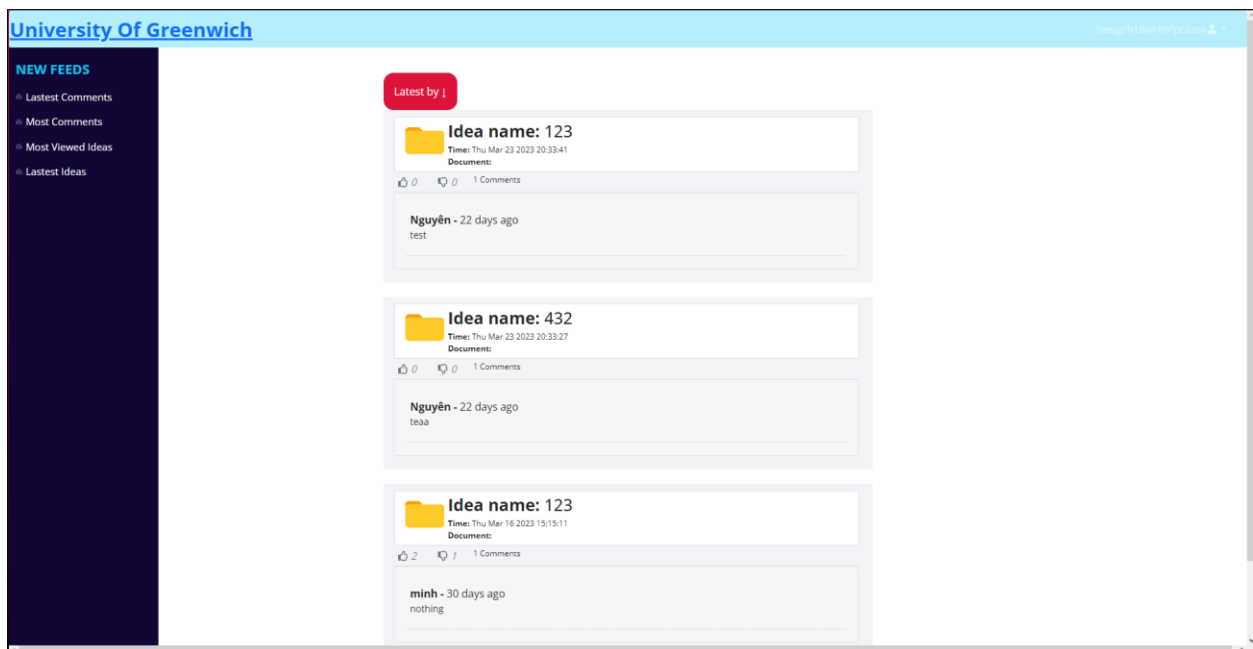 University Of Greenwich
hieugch18644@fpt.com
NEW FEEDS
Lastest Comments
Most Comments
Most Viewed Ideas
Lastest Ideas
Latest by ↓
Idea name: 123
Time: Thu Mar 23 2023 20:33:41
Document:
0 0 1 Comments
Nguyên - 22 days ago
test
Idea name: 432
Time: Thu Mar 23 2023 20:33:27
Document:
0 0 1 Comments
Nguyên - 22 days ago
teaa
Idea name: 123
Time: Thu Mar 16 2023 15:15:11
Document:
2 1 1 Comments
minh - 30 days ago
nothing